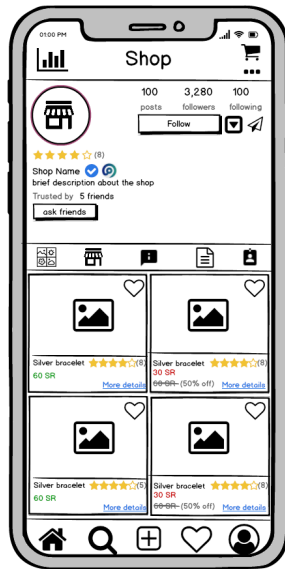 01:00 PM
Shop
100 3,280 100
posts followers following
Follow
(8)
Shop Name
brief description about the shop
Trusted by 5 friends
ask friends
Silver bracelet (8)
60 SR
More details
Silver bracelet (8)
30 SR
60 SR (50% off) More details
Silver bracelet (5)
60 SR
More details
Silver bracelet (8)
30 SR
60 SR (50% off) More details